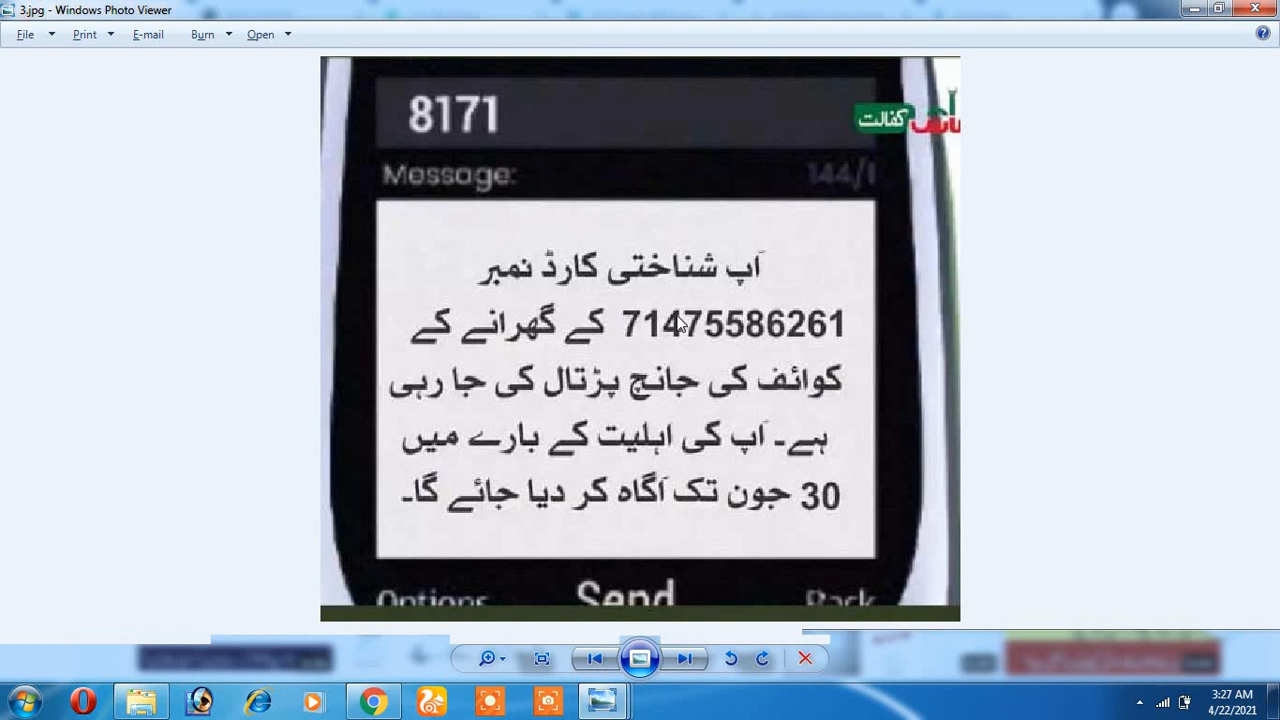 3.jpg - Windows Photo Viewer
File Print E-mail Burn Open
8171
کفالت
Message:
144/1
آپ شناختی کارڈ نمبر
71475586261 کے گھرانے کے
کوائف کی جانچ پڑتال کی جا رہی
ہے۔ آپ کی اہلیت کے بارے میں
30 جون تک آگاہ کر دیا جائے گا۔
Options Send Back
3:27 AM
4/22/2021